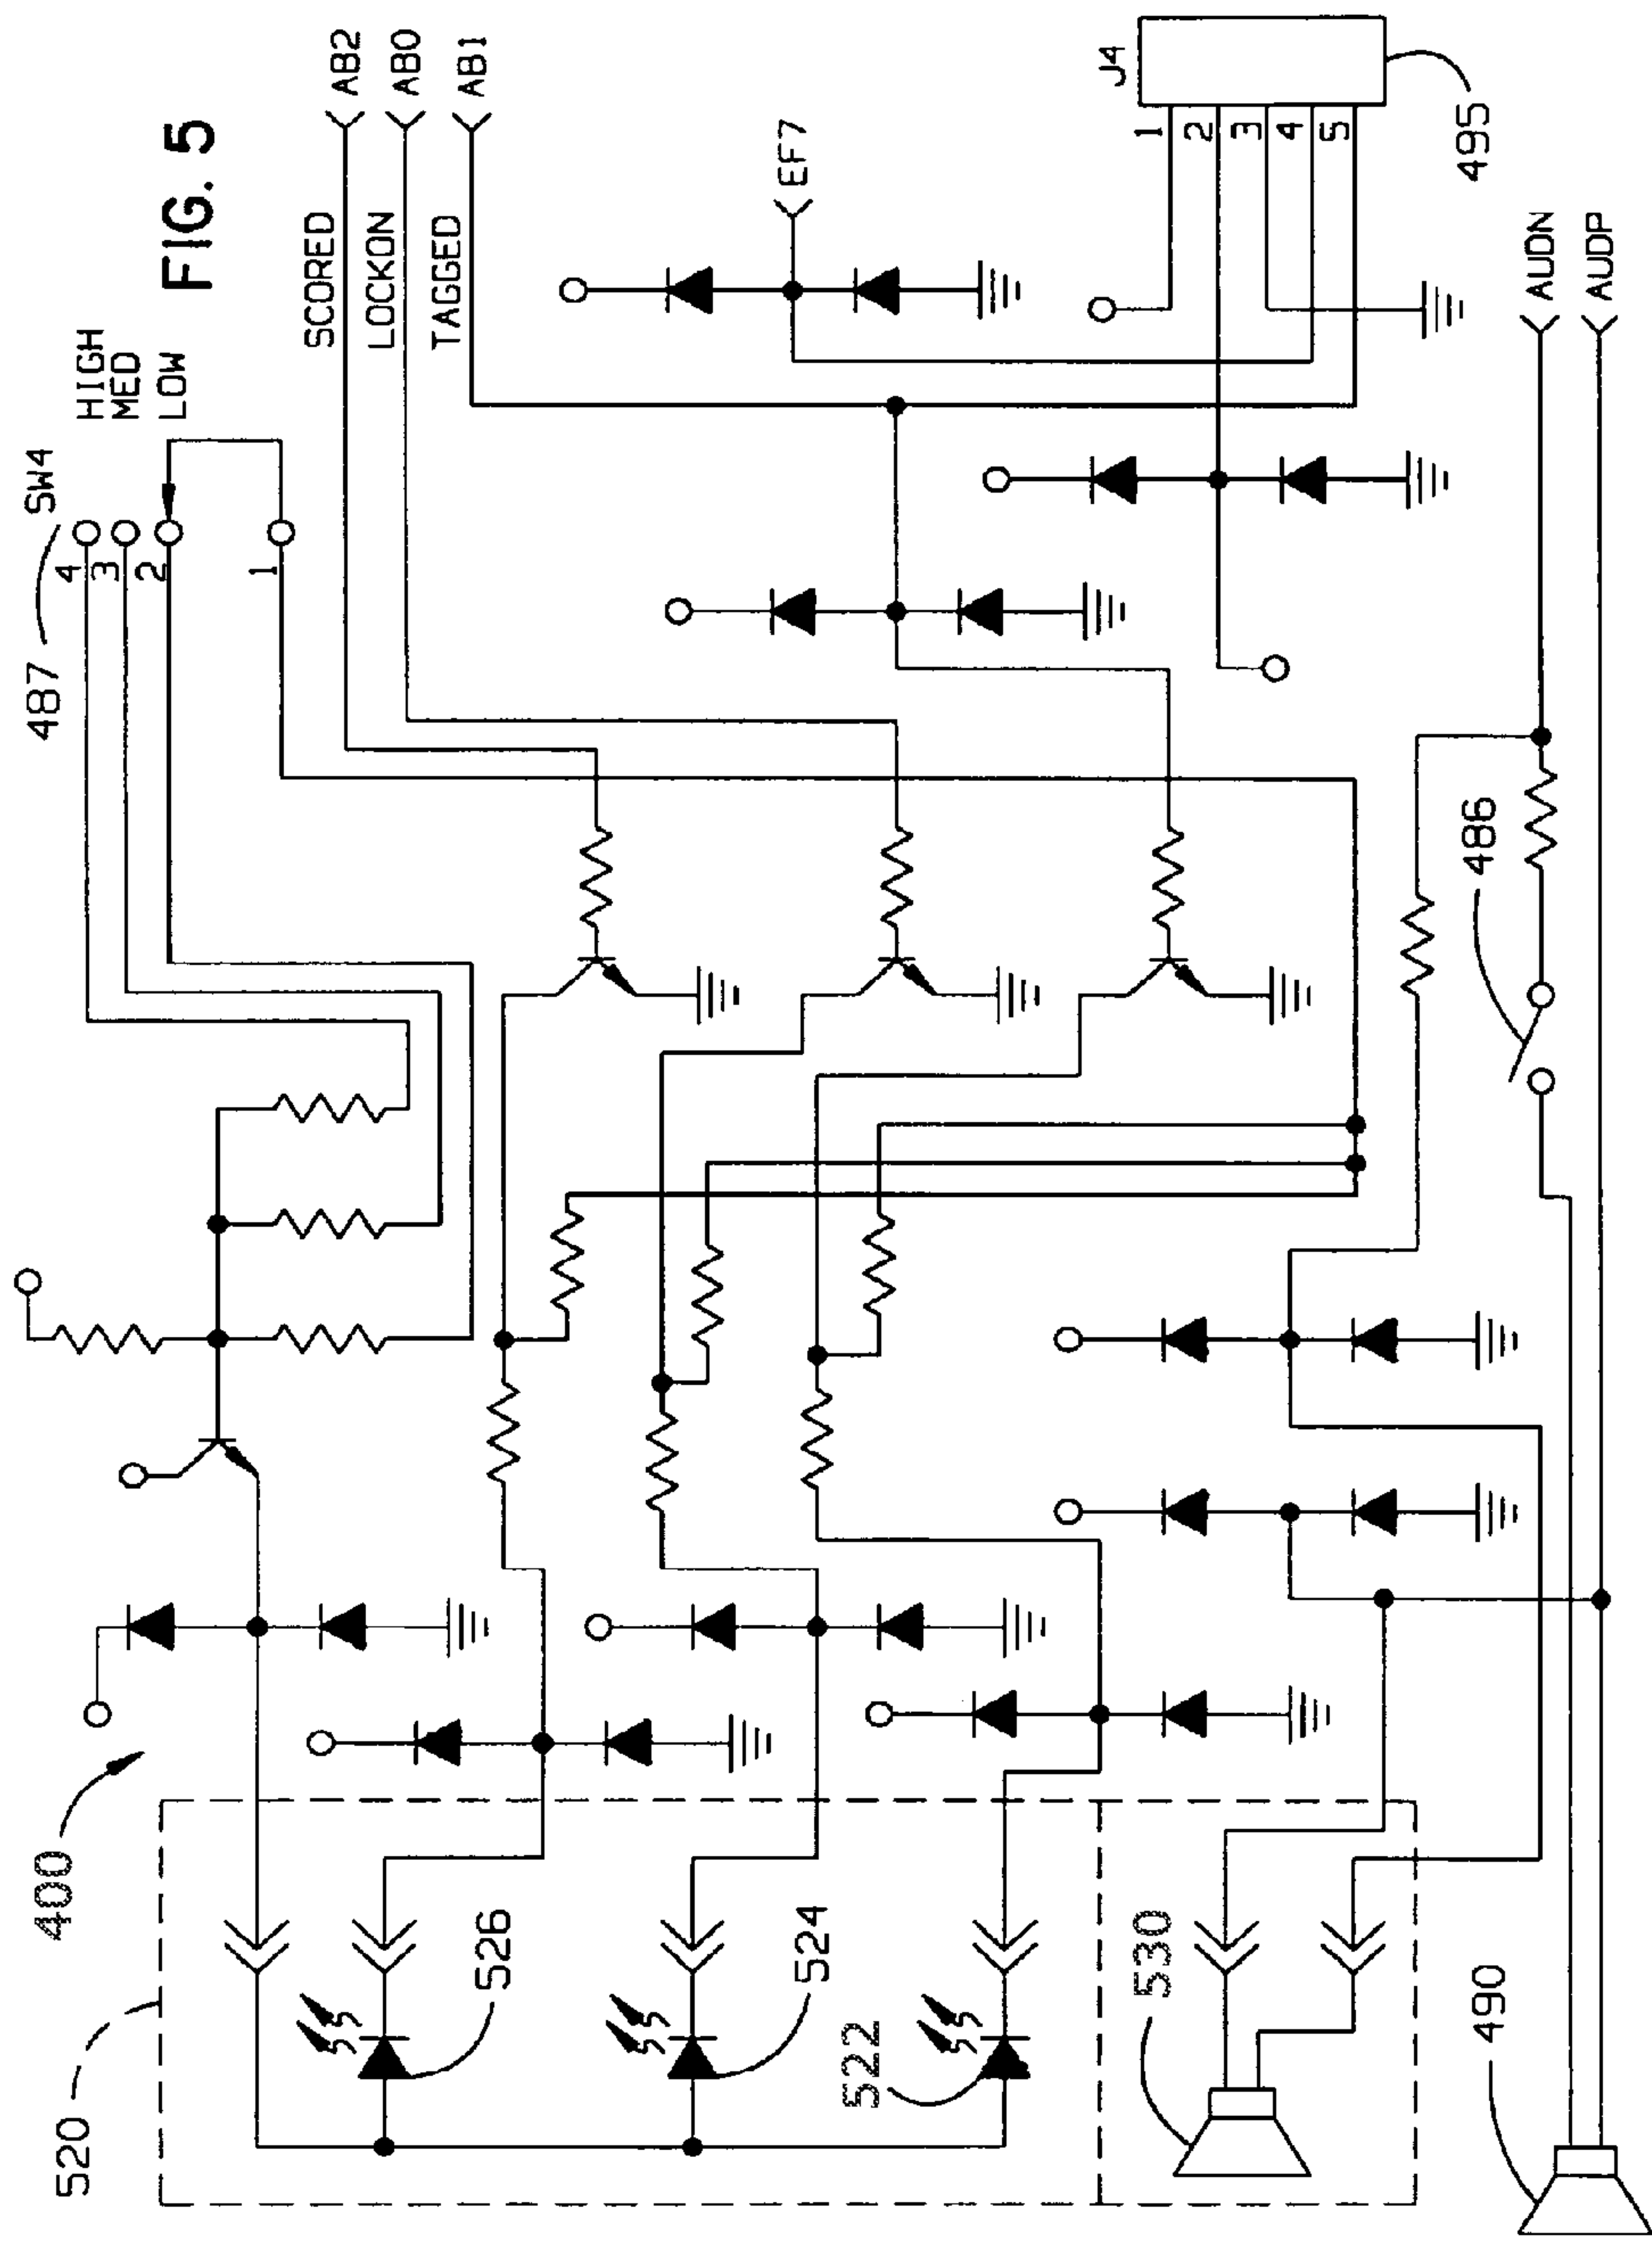 FIG. 5
487
SW4
4
3
2
1
HIGH
MED
LOW
SCORED
AB2
LOCKON
AB0
TAGGED
AB1
EF7
J4
1
2
3
4
5
495
AUDN
AUDP
486
400
520
526
524
522
530
490